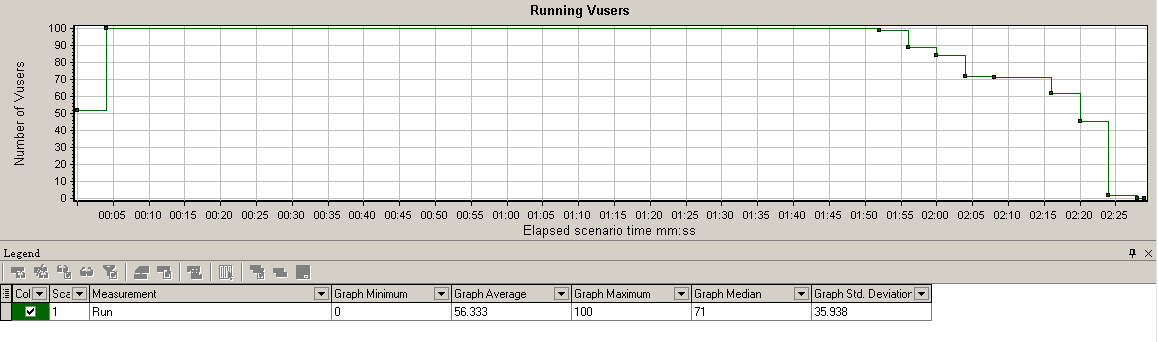 Running Vusers
Number of Vusers
100
90
80
70
60
50
40
30
20
10
0
00:05 00:10 00:15 00:20 00:25 00:30 00:35 00:40 00:45 00:50 00:55 01:00 01:05 01:10 01:15 01:20 01:25 01:30 01:35 01:40 01:45 01:50 01:55 02:00 02:05 02:10 02:15 02:20 02:25
Elapsed scenario time mm:ss
Legend
Col Sca Measurement Graph Minimum Graph Average Graph Maximum Graph Median Graph Std. Deviation
1 Run 0 56.333 100 71 35.938